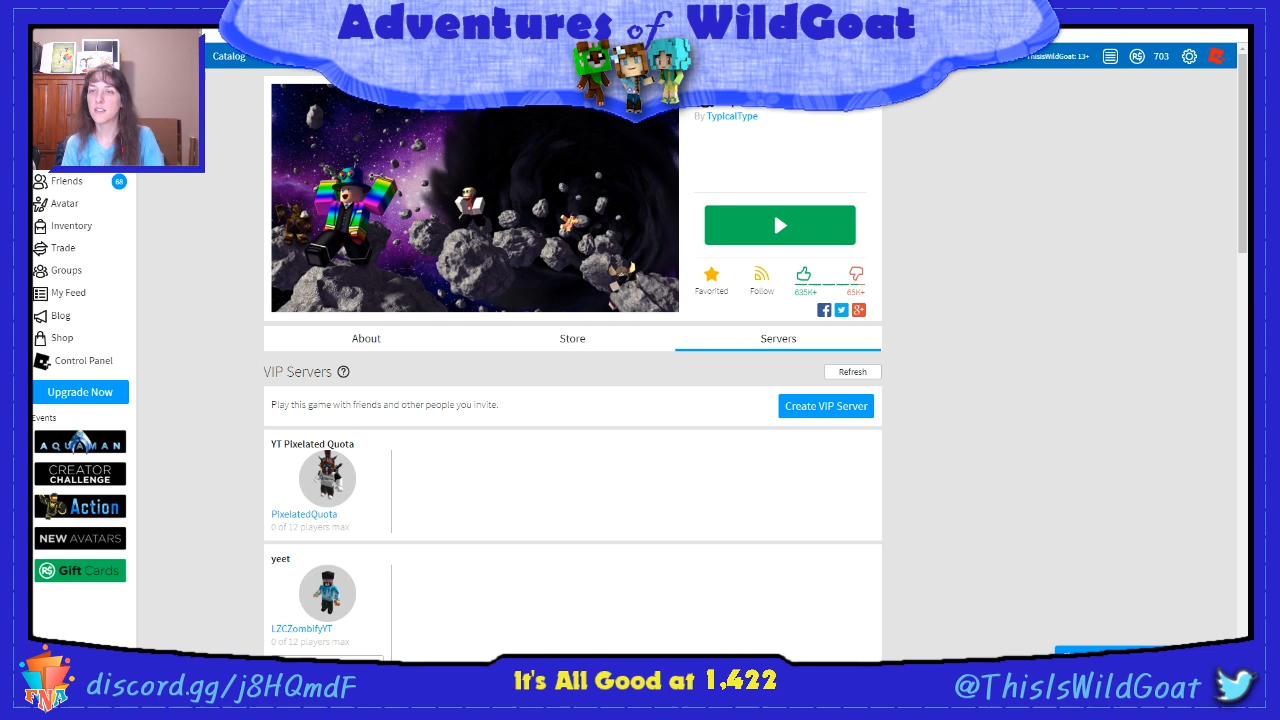 Adventures of WildGoat
Catalog
ThisIsWildGoat: 13+
703
By TypicalType
Friends
68
Avatar
Inventory
Trade
Groups
My Feed
Blog
Shop
Control Panel
Upgrade Now
Events
AQUAMAN
CREATOR
CHALLENGE
Action
NEW AVATARS
Gift Cards
Favorited
Follow
635K+
65K+
About
Store
Servers
VIP Servers
Refresh
Play this game with friends and other people you invite.
Create VIP Server
YT PIxelated Quota
PIxelatedQuota
0 of 12 players max
yeet
LZCZombifyYT
0 of 12 players max
FNA
discord.gg/j8HQmdF
It's All Good at 1,422
@ThisIsWildGoat